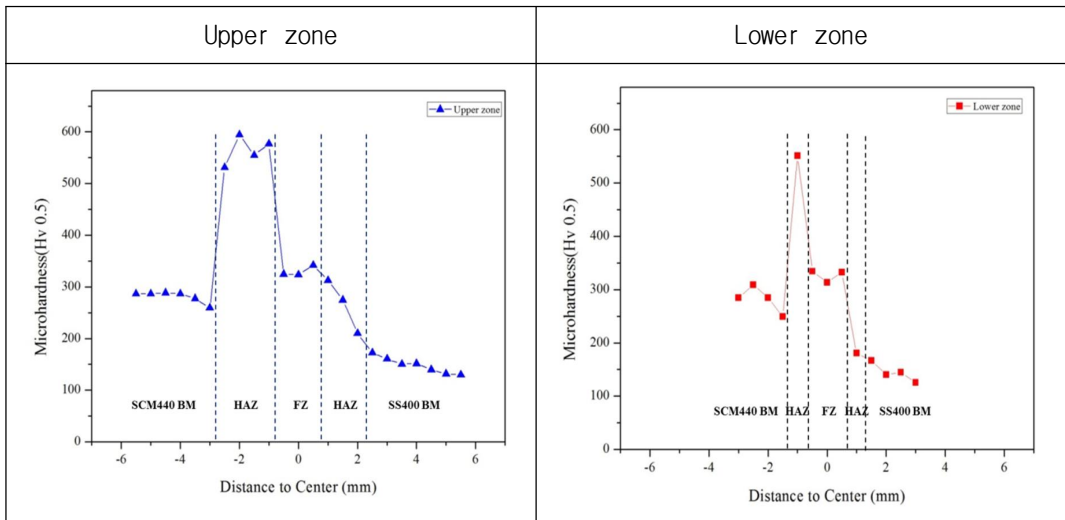 Upper zone
Lower zone
Upper zone
600
500
400
300
200
100
0
Microhardness(Hv 0.5)
SCM440 BM HAZ FZ HAZ SS400 BM
-6 -4 -2 0 2 4 6
Distance to Center (mm)
Lower zone
600
500
400
300
200
100
0
Microhardness(Hv 0.5)
SCM440 BM HAZ FZ HAZ SS400 BM
-6 -4 -2 0 2 4 6
Distance to Center (mm)